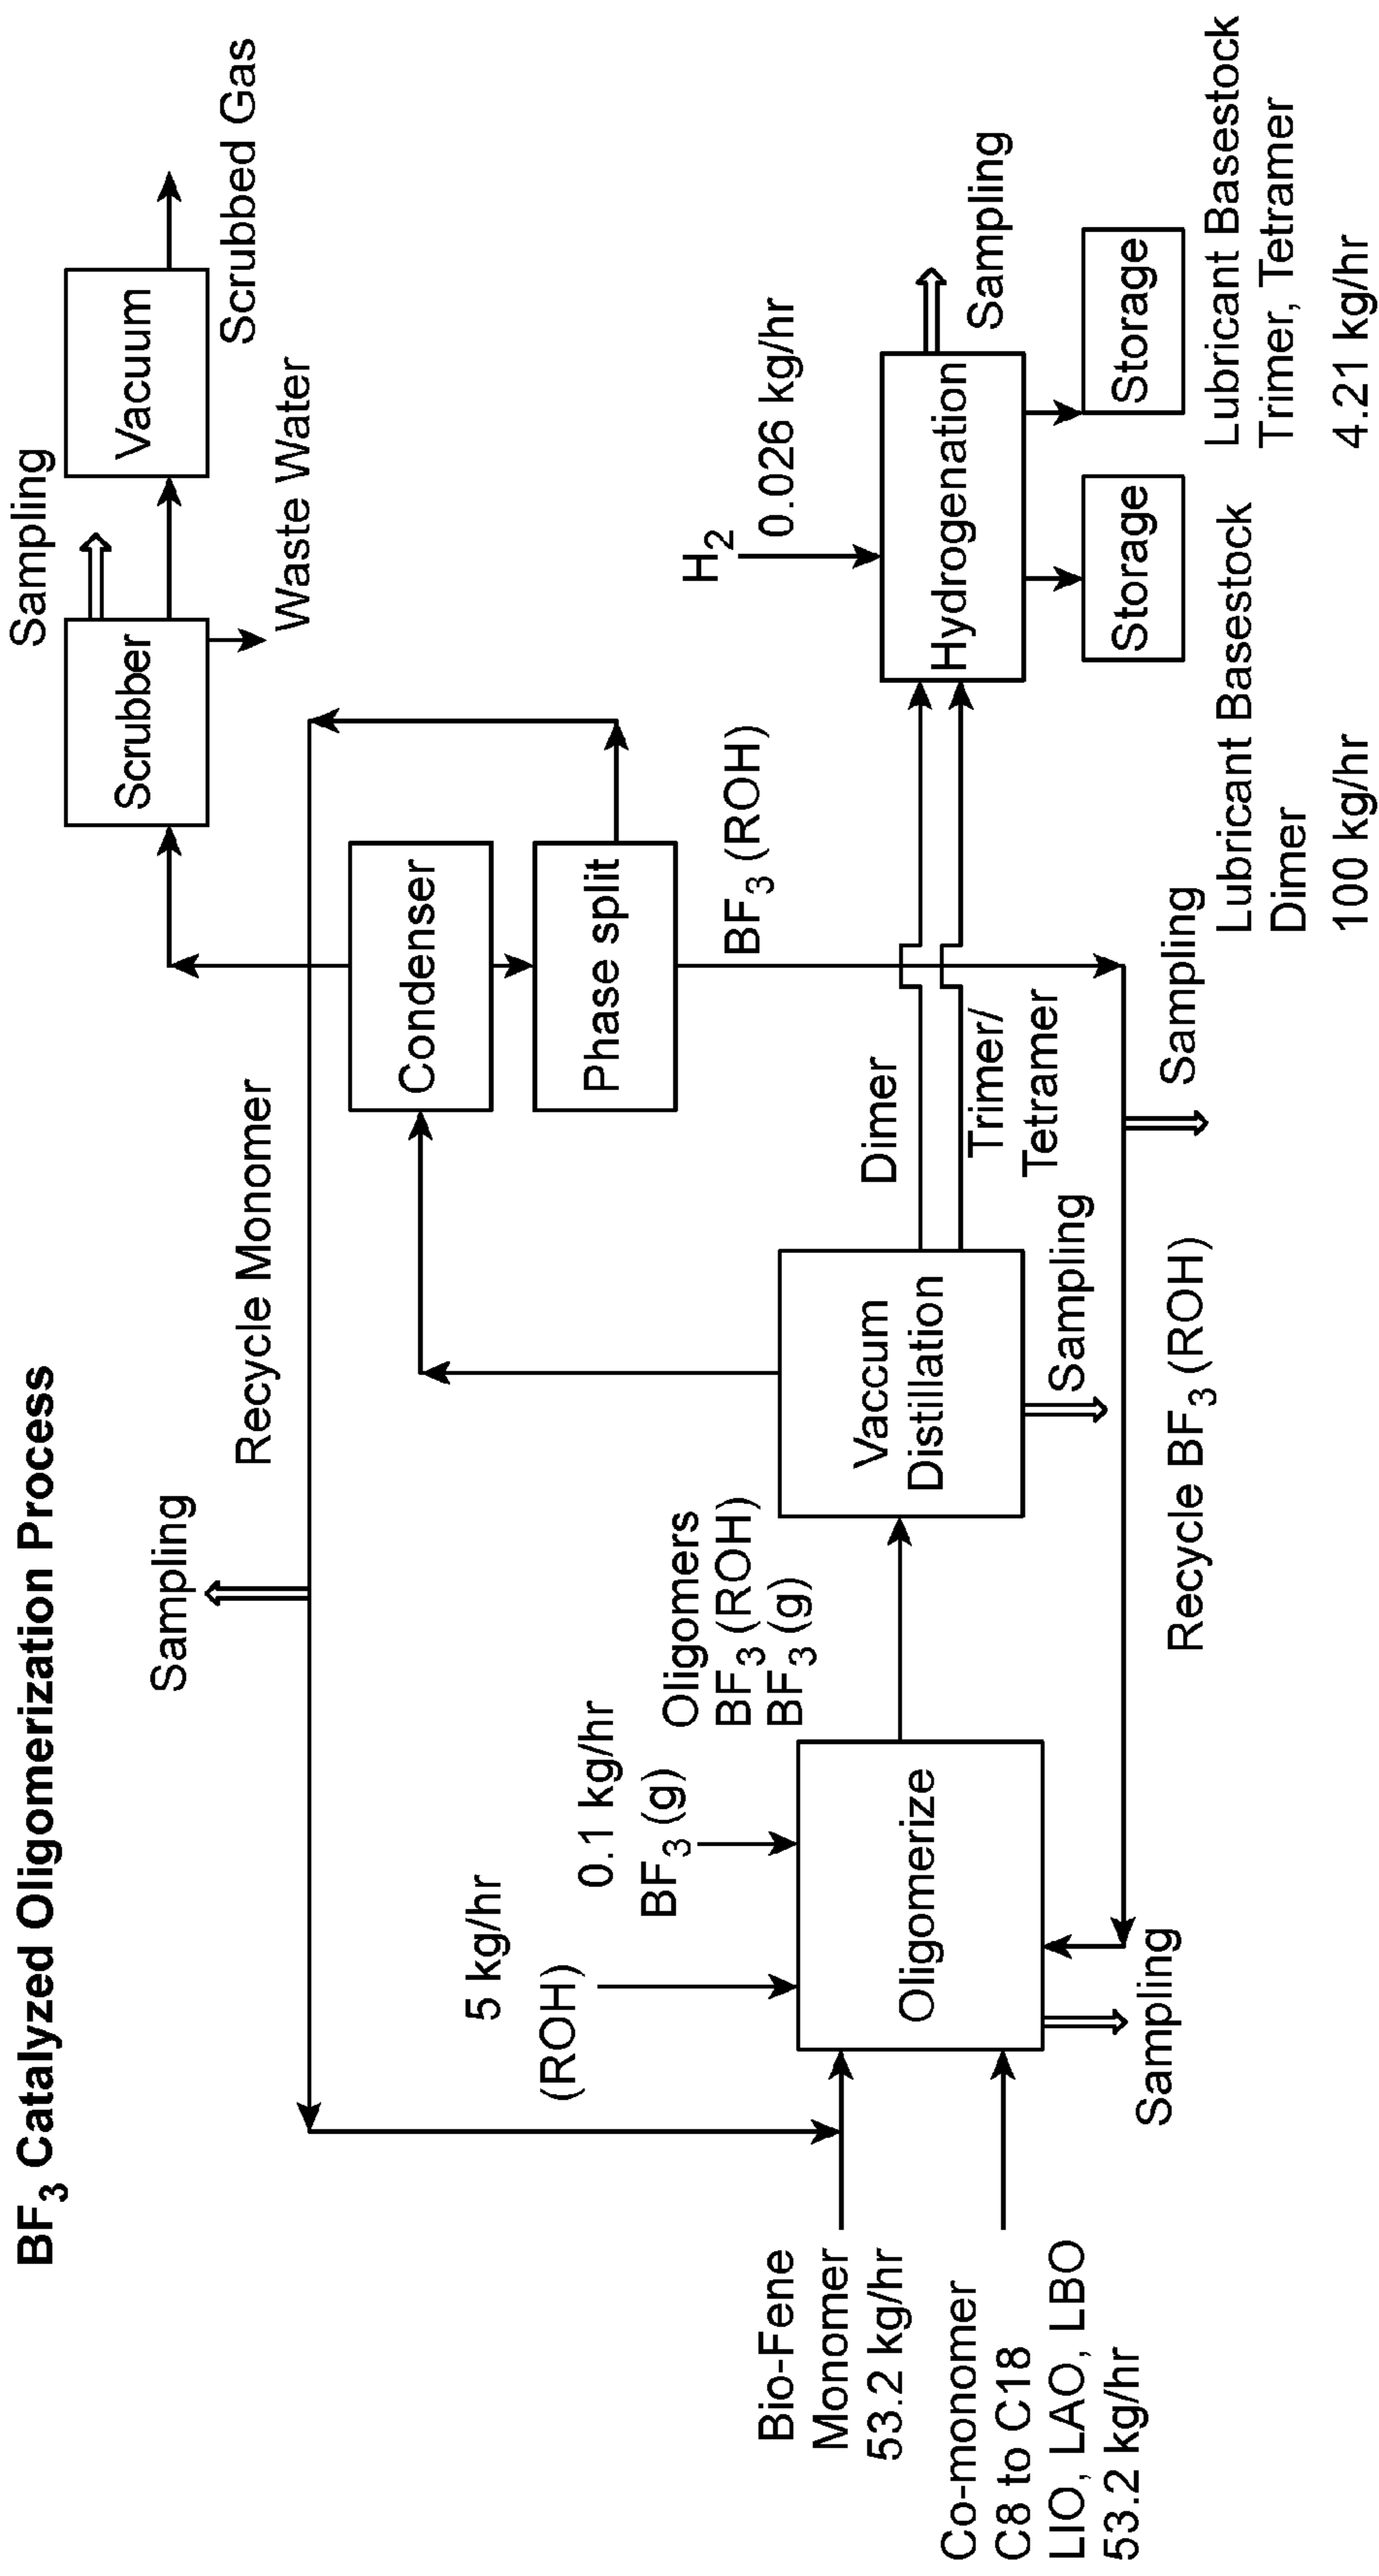 BF3 Catalyzed Oligomerization Process
Sampling
Recycle Monomer
Sampling
Scrubber
Vacuum
Scrubbed Gas
Waste Water
Condenser
Phase split
BF3 (ROH)
5 kg/hr
(ROH)
0.1 kg/hr
BF3 (g)
Oligomers
BF3 (ROH)
BF3 (g)
Bio-Fene
Monomer
53.2 kg/hr
Co-monomer
C8 to C18
LIO, LAO, LBO
53.2 kg/hr
Oligomerize
Sampling
Vaccum
Distillation
Sampling
Dimer
Trimer/
Tetramer
Recycle BF3 (ROH)
Sampling
H2
0.026 kg/hr
Hydrogenation
Sampling
Storage
Storage
Lubricant Basestock
Dimer
100 kg/hr
Lubricant Basestock
Trimer, Tetramer
4.21 kg/hr